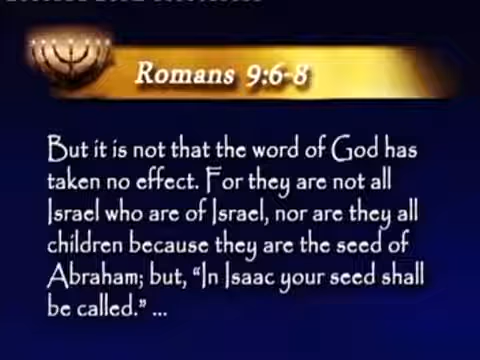 Romans 9:6-8
But it is not that the word of God has
taken no effect. For they are not all
Israel who are of Israel, nor are they all
children because they are the seed of
Abraham; but, “In Isaac your seed shall
be called.” ...